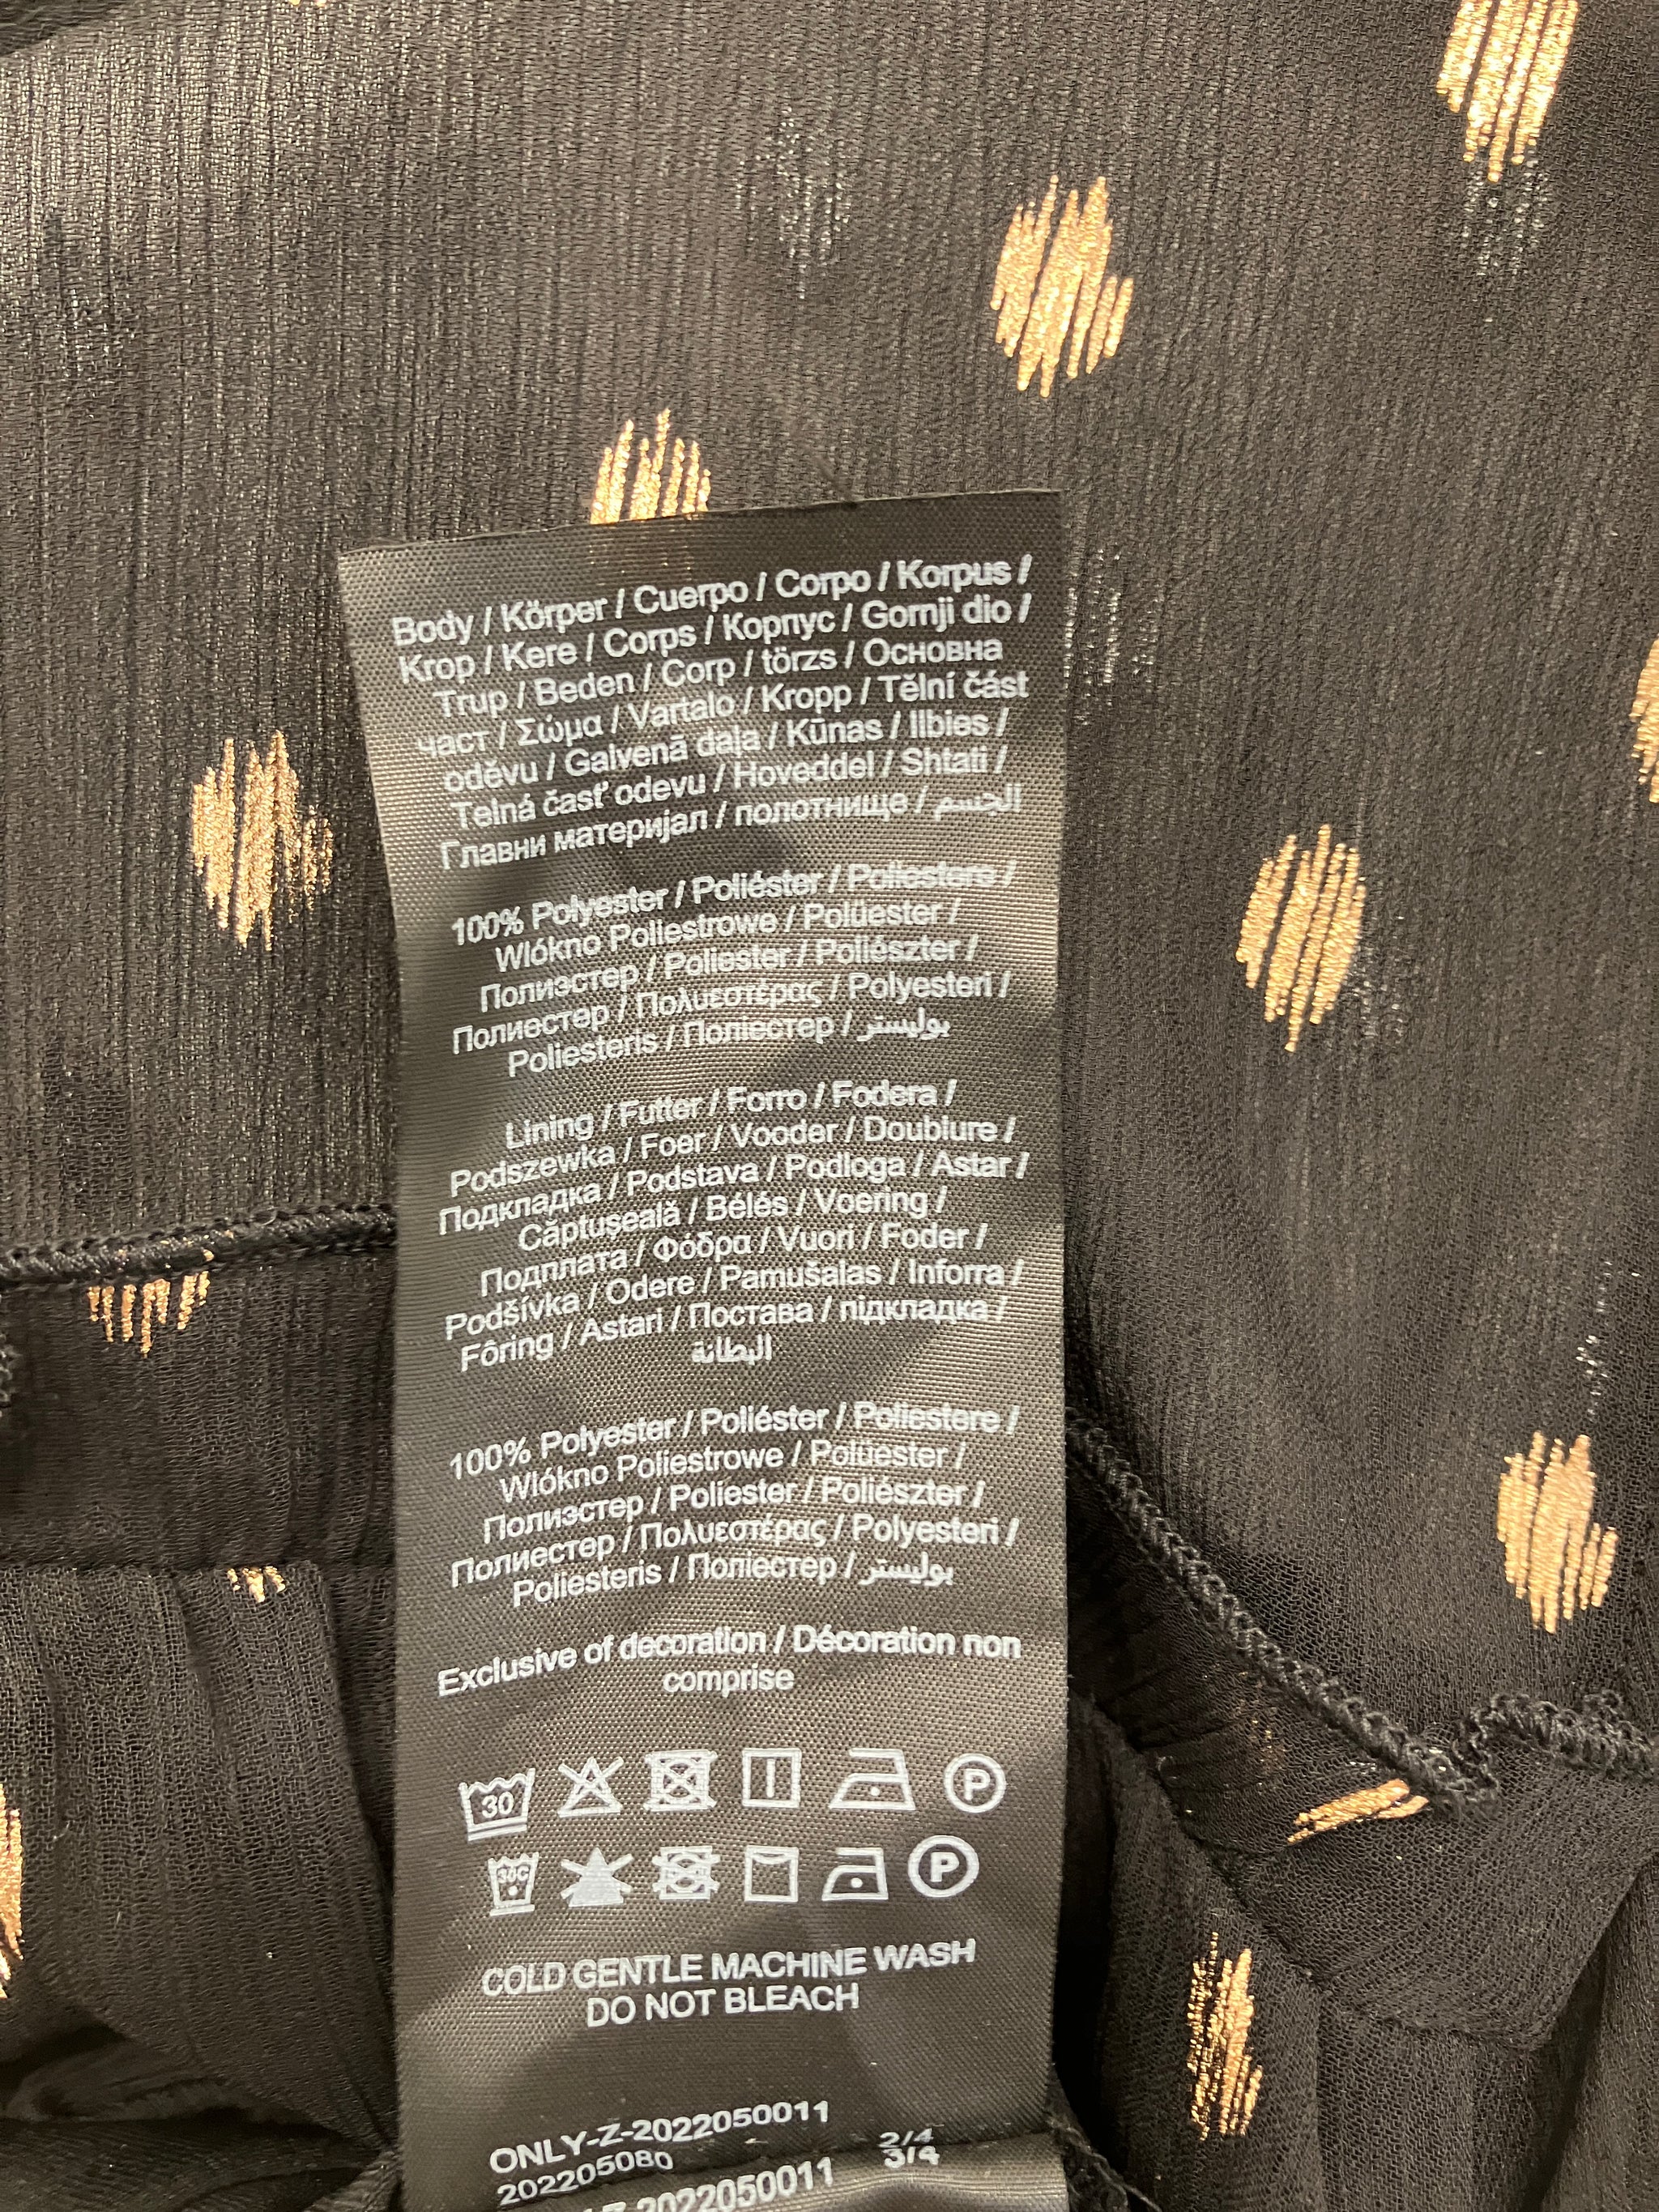 Body / Körper / Cuerpo / Corpo / Korpus /
Krop / Kere / Corps / Корпус / Gornji dio /
Trup / Beden / Corp / törzs / Основна
част / Σώμα / Vartalo / Kropp / Tělní část
oděvu / Galvenā daļa / Kūnas / Ilbies /
Telná časť odevu / Hoveddel / Shtati /
Главни материјал / полотнище / الجسم
100% Polyester / Poliéster / Poliestere /
Wlókno Poliestrowe / Polüester /
Полиэстер / Poliester / Poliészter /
Полиестер / Πολυεστέρας / Polyesteri /
Poliesteris / Поліестер / بوليستر
Lining / Futter / Forro / Fodera /
Podszewka / Foer / Vooder / Doublure /
Подкладка / Podstava / Podloga / Astar /
Căptușeală / Bélés / Voering /
Подплата / Φόδρα / Vuori / Foder /
Podšívka / Odere / Pamušalas / Inforra /
Fôring / Astari / Постава / підкладка /
البطانة
100% Polyester / Poliéster / Poliestere /
Wlókno Poliestrowe / Polüester /
Полиэстер / Poliester / Poliészter /
Полиестер / Πολυεστέρας / Polyesteri /
Poliesteris / Поліестер / بوليستر
Exclusive of decoration / Décoration non
comprise
30 P
30C P
COLD GENTLE MACHINE WASH
DO NOT BLEACH
ONLY-Z-2022050011
202205080 2/4
Z-2022050011 3/4